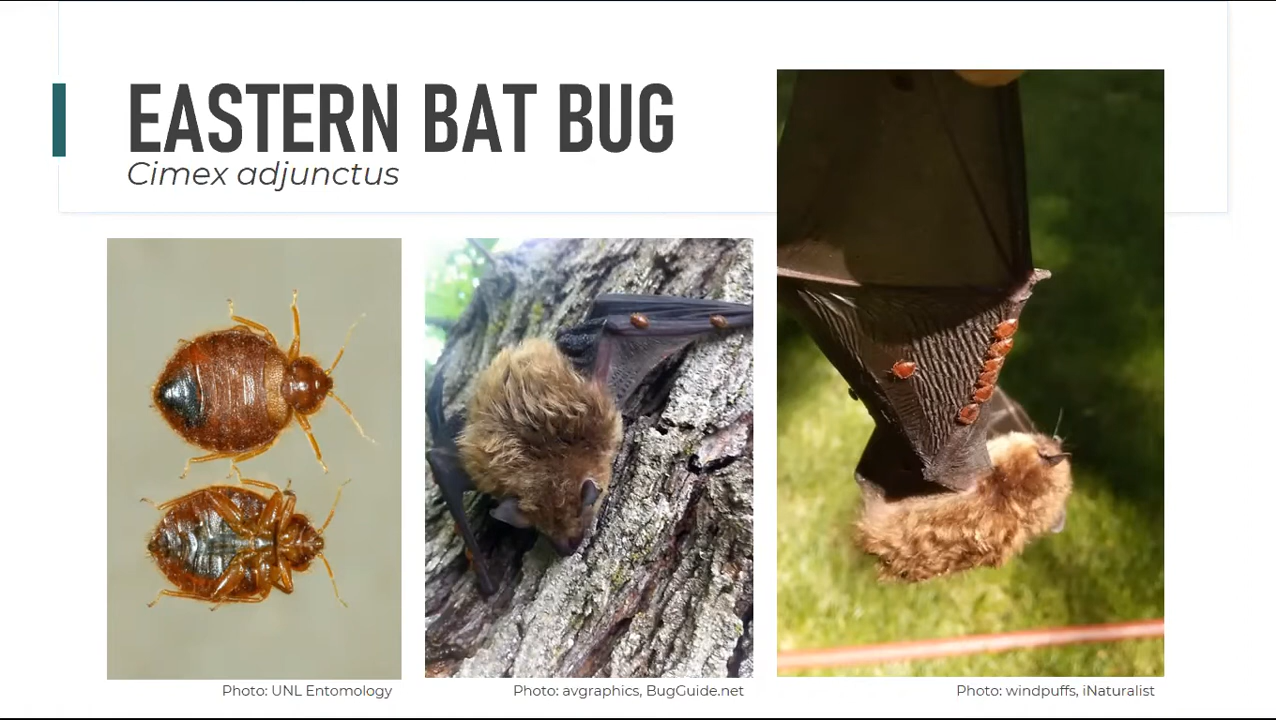 EASTERN BAT BUG
Cimex adjunctus
Photo: UNL Entomology
Photo: avgraphics, BugGuide.net
Photo: windpuffs, iNaturalist